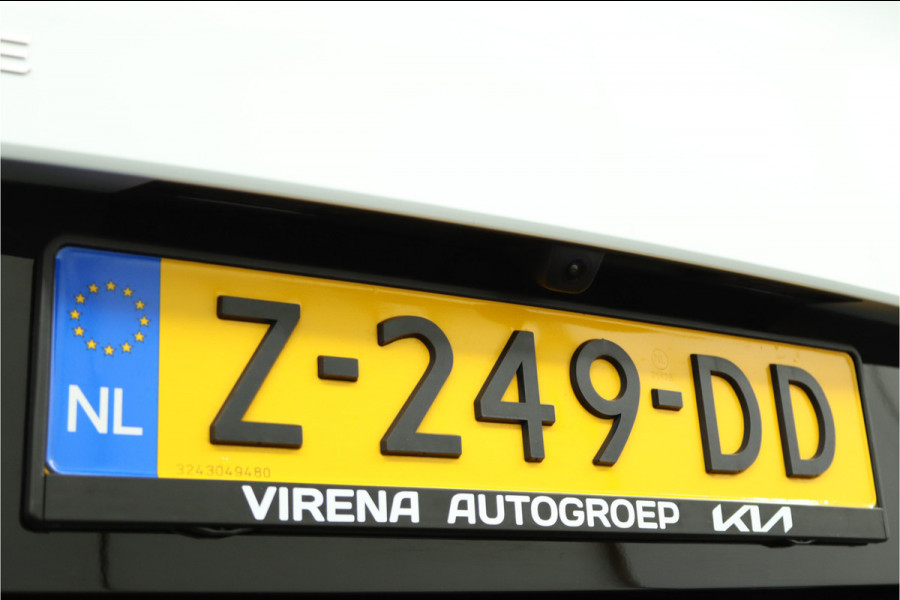 NL
Z-249-DD
3243049480
VIRENA AUTOGROEP KIA